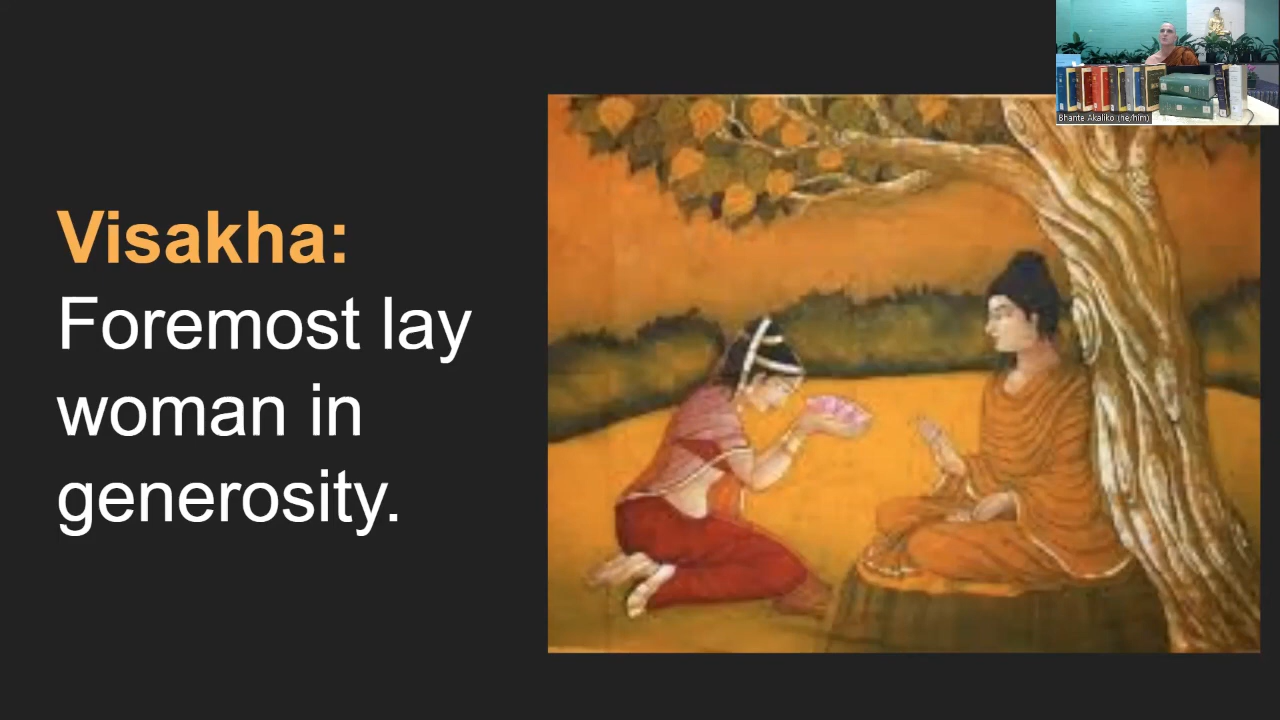 Visakha:
Foremost lay
woman in
generosity.
Bhante Akaliko (he/him)